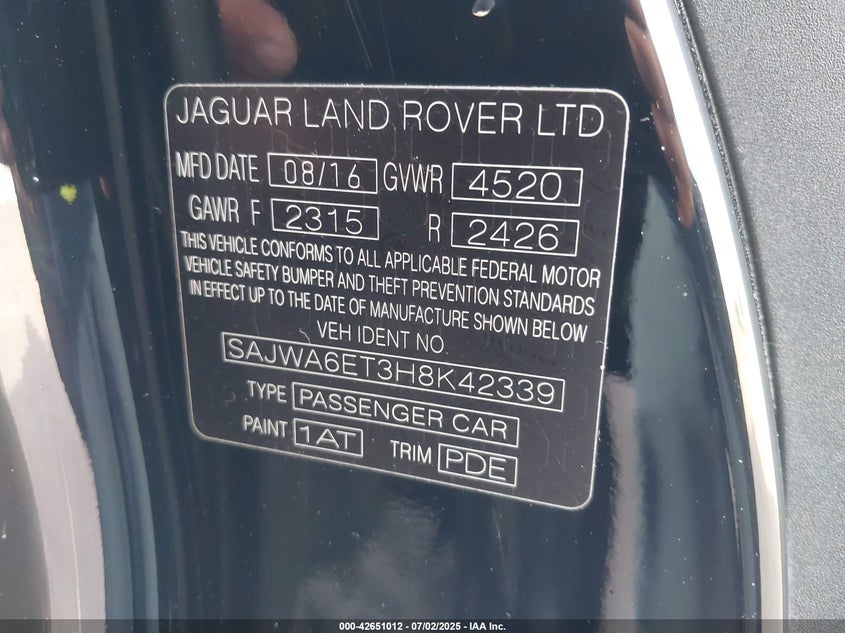 JAGUAR LAND ROVER LTD
MFD DATE 08/16 GVWR 4520
GAWR F 2315 R 2426
THIS VEHICLE CONFORMS TO ALL APPLICABLE FEDERAL MOTOR
VEHICLE SAFETY BUMPER AND THEFT PREVENTION STANDARDS
IN EFFECT UP TO THE DATE OF MANUFACTURE SHOWN BELOW
VEH IDENT NO
SAJWA6ET3H8K42339
TYPE PASSENGER CAR
PAINT 1AT TRIM PDE
000-42651012 - 07/02/2025 - IAA Inc.